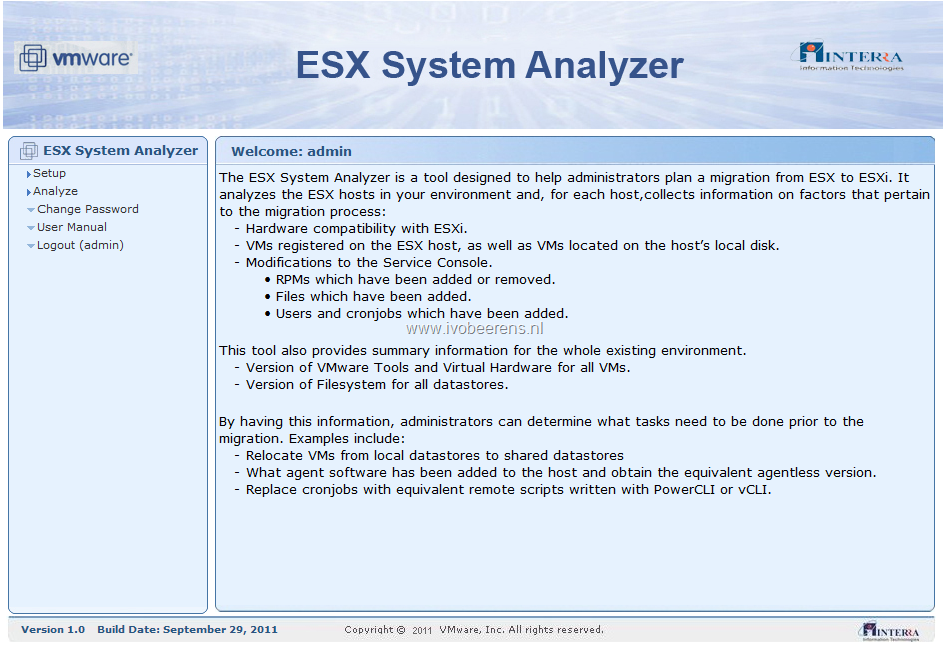 vmware®
ESX System Analyzer
INTERRA
Information Technologies
ESX System Analyzer
Setup
Analyze
Change Password
User Manual
Logout (admin)
Welcome: admin
The ESX System Analyzer is a tool designed to help administrators plan a migration from ESX to ESXi. It
analyzes the ESX hosts in your environment and, for each host,collects information on factors that pertain
to the migration process:
- Hardware compatibility with ESXi.
- VMs registered on the ESX host, as well as VMs located on the host’s local disk.
- Modifications to the Service Console.
• RPMs which have been added or removed.
• Files which have been added.
• Users and cronjobs which have been added.
www.ivobeerens.nl
This tool also provides summary information for the whole existing environment.
- Version of VMware Tools and Virtual Hardware for all VMs.
- Version of Filesystem for all datastores.
By having this information, administrators can determine what tasks need to be done prior to the
migration. Examples include:
- Relocate VMs from local datastores to shared datastores
- What agent software has been added to the host and obtain the equivalent agentless version.
- Replace cronjobs with equivalent remote scripts written with PowerCLI or vCLI.
Version 1.0 Build Date: September 29, 2011
Copyright © 2011 VMware, Inc. All rights reserved.
INTERRA
Information Technologies